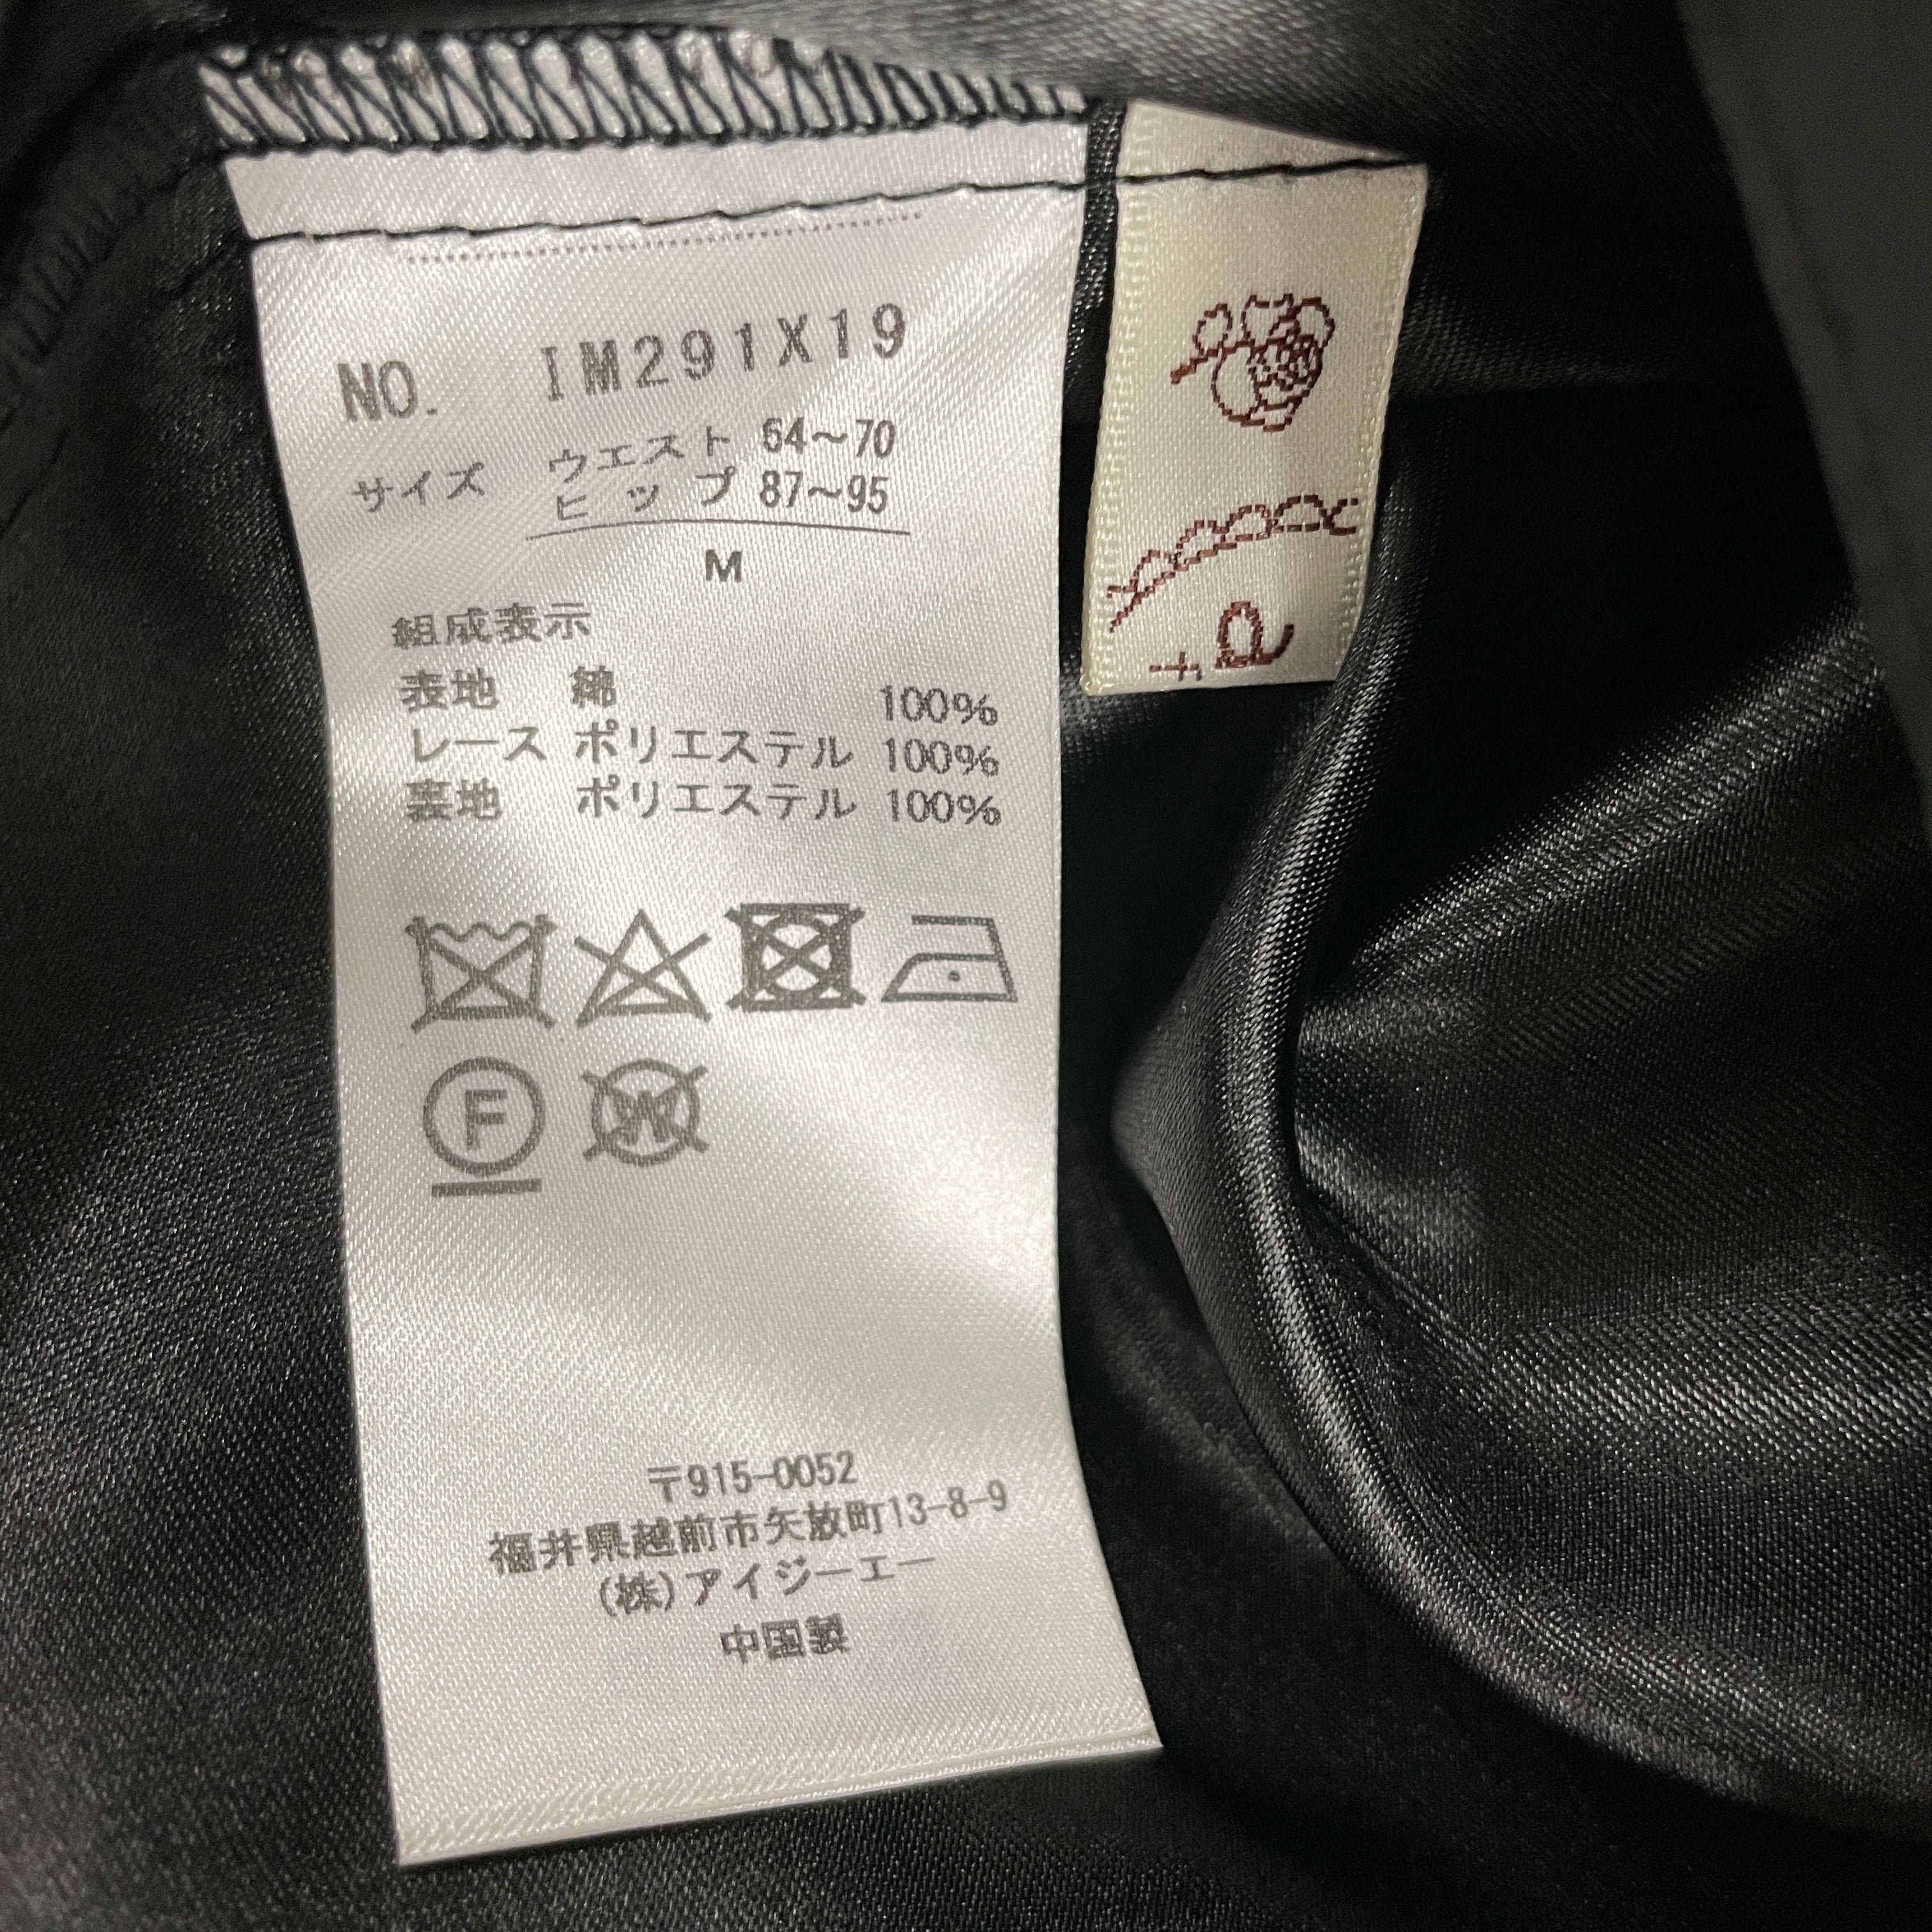 NO. IM291X19
サイズ ウエスト 64～70
ヒップ 87～95
M
組成表示
表地 綿 100%
レース ポリエステル 100%
裏地 ポリエステル 100%
F
W
〒915-0052
福井県越前市矢放町13-8-9
(株)アイジーエー
中国製